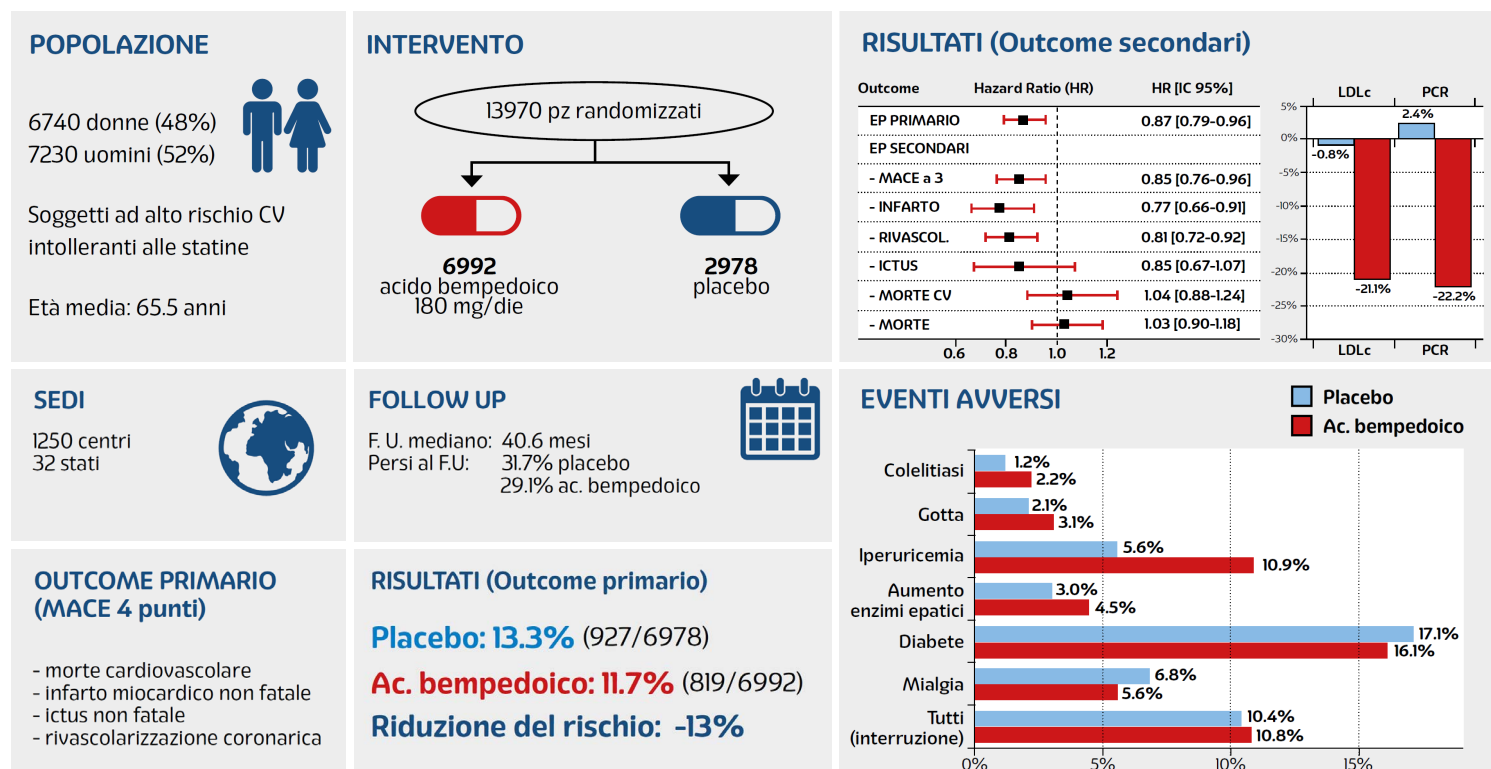 POPOLAZIONE
6740 donne (48%)
7230 uomini (52%)
Soggetti ad alto rischio CV
intolleranti alle statine
Età media: 65.5 anni
INTERVENTO
13970 pz randomizzati
6992
acido bempedoico
180 mg/die
2978
placebo
RISULTATI (Outcome secondari)
Outcome Hazard Ratio (HR) HR [IC 95%]
EP PRIMARIO 0.87 [0.79-0.96]
EP SECONDARI
- MACE a 3 0.85 [0.76-0.96]
- INFARTO 0.77 [0.66-0.91]
- RIVASCOL. 0.81 [0.72-0.92]
- ICTUS 0.85 [0.67-1.07]
- MORTE CV 1.04 [0.88-1.24]
- MORTE 1.03 [0.90-1.18]
0.6 0.8 1.0 1.2
LDLc PCR
5%
0%
-5%
-10%
-15%
-20%
-25%
-30%
2.4%
-0.8%
-21.1%
-22.2%
LDLc PCR
SEDI
1250 centri
32 stati
FOLLOW UP
F. U. mediano: 40.6 mesi
Persi al F.U: 31.7% placebo
29.1% ac. bempedoico
OUTCOME PRIMARIO
(MACE 4 punti)
- morte cardiovascolare
- infarto miocardico non fatale
- ictus non fatale
- rivascolarizzazione coronarica
RISULTATI (Outcome primario)
Placebo: 13.3% (927/6978)
Ac. bempedoico: 11.7% (819/6992)
Riduzione del rischio: -13%
EVENTI AVVERSI
Placebo
Ac. bempedoico
Colelitiasi 1.2%
2.2%
Gotta 2.1%
3.1%
Iperuricemia 5.6%
10.9%
Aumento
enzimi epatici 3.0%
4.5%
Diabete 17.1%
16.1%
Mialgia 6.8%
5.6%
Tutti
(interruzione) 10.4%
10.8%
0% 5% 10% 15%